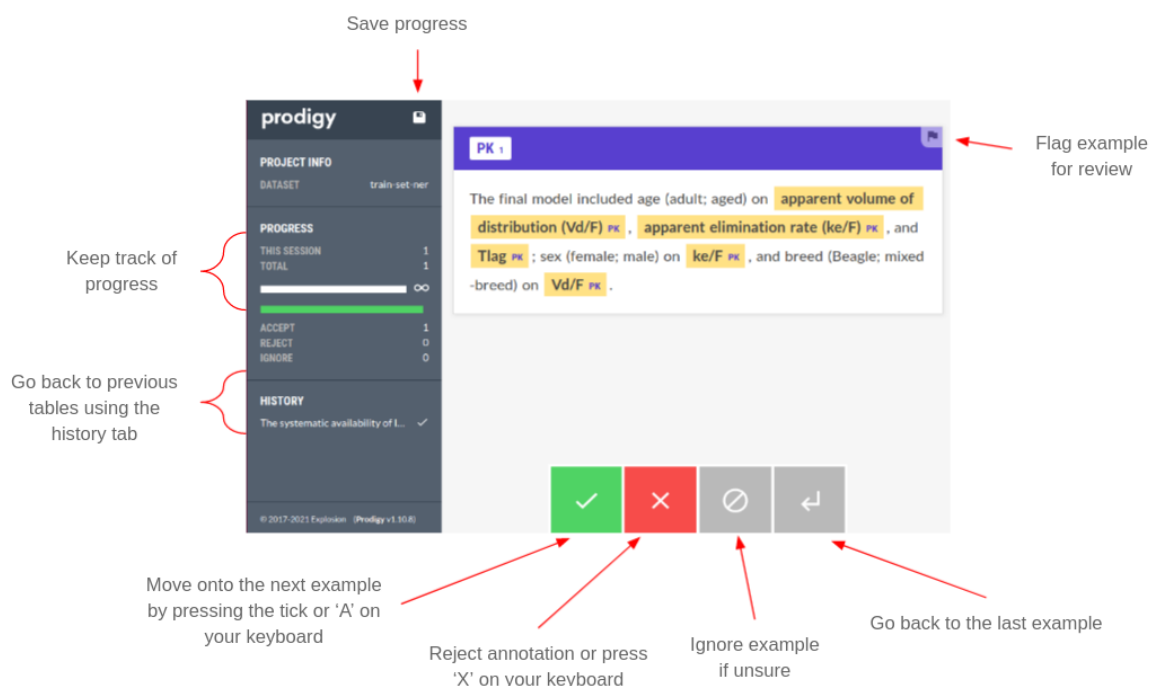 Save progress
prodigy
PROJECT INFO
DATASET train-set-ner
PROGRESS
THIS SESSION 1
TOTAL 1
∞
ACCEPT 1
REJECT 0
IGNORE 0
HISTORY
The systematic availability of l...
© 2017-2021 Explosion (Prodigy v1.10.8)
PK 1
The final model included age (adult; aged) on apparent volume of
distribution (Vd/F) PK , apparent elimination rate (ke/F) PK , and
Tlag PK ; sex (female; male) on ke/F PK , and breed (Beagle; mixed
-breed) on Vd/F PK .
Flag example
for review
Keep track of
progress
Go back to previous
tables using the
history tab
Move onto the next example
by pressing the tick or ‘A’ on
your keyboard
Reject annotation or press
‘X’ on your keyboard
Ignore example
if unsure
Go back to the last example